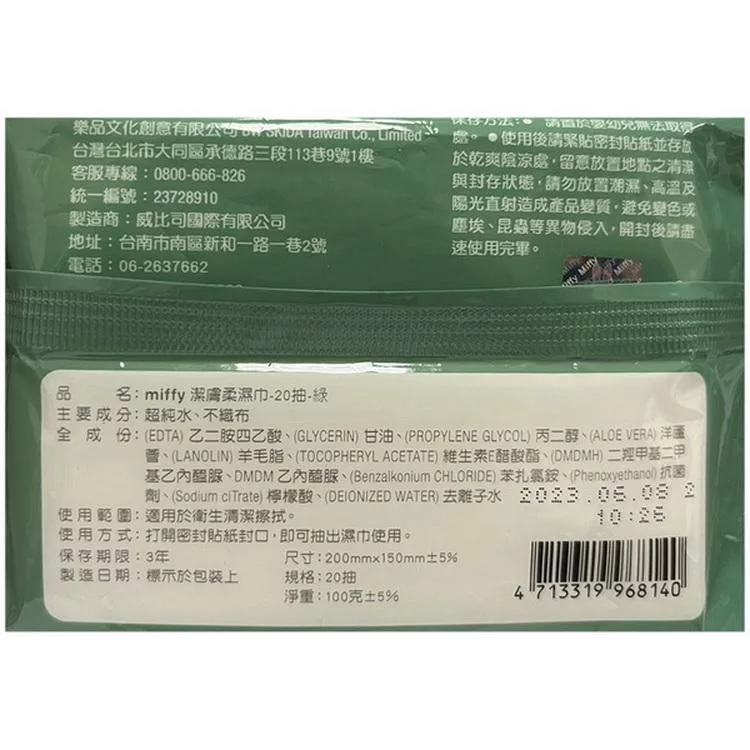 樂品文化創意有限公司 BW SKIDA Taiwan Co., Limited
台灣台北市大同區承德路三段113巷9號1樓
客服專線：0800-666-826
統一編號：23728910
製造商：威比司國際有限公司
地址：台南市南區新和一路一巷2號
電話：06-2637662
保存方法：●請置於嬰幼兒無法取得
處。●使用後請緊貼密封貼紙並存放
於乾爽陰涼處，留意放置地點之清潔
與封存狀態，請勿放置潮濕、高溫及
陽光直射造成產品變質，避免變色或
塵埃、昆蟲等異物侵入，開封後請盡
速使用完畢。
Miffy Miffy
品名：miffy 潔膚柔濕巾-20抽-綠
主要成分：超純水、不織布
全成份：(EDTA) 乙二胺四乙酸、(GLYCERIN) 甘油、(PROPYLENE GLYCOL) 丙二醇、(ALOE VERA) 洋蘆
薈、(LANOLIN) 羊毛脂、(TOCOPHERYL ACETATE) 維生素E醋酸酯、(DMDMH) 二羥甲基二甲
基乙內醯脲、DMDM 乙內醯脲、(Benzalkonium CHLORIDE) 苯扎氯銨、(Phenoxyethanol) 抗菌
劑、(Sodium ciTrate) 檸檬酸、(DEIONIZED WATER) 去離子水
2023.06.08 2
10:26
使用範圍：適用於衛生清潔擦拭。
使用方式：打開密封貼紙封口，即可抽出濕巾使用。
保存期限：3年
製造日期：標示於包裝上
尺寸：200mmx150mm±5%
規格：20抽
淨重：100克±5%
4 713319 968140